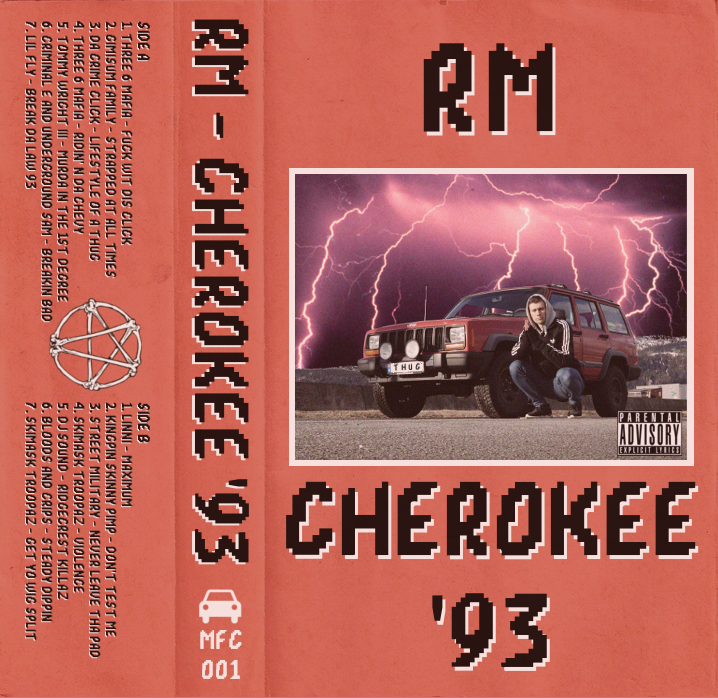 SIDE A
1. THREE 6 MAFIA - FUCK WIT DIS CLICK
2. GIMISUM FAMILY - STRAPPED AT ALL TIMES
3. DA CRIME CLICK - LIFESTYLE OF A THUG
4. THREE 6 MAFIA - RIDIN' N DA CHEVY
5. TOMMY WRIGHT III - MURDA IN THE 1ST DEGREE
6. CRIMINAL E AND UNDERGROUND SAM - BREAKIN BAD
7. LIL FLY - BREAK DA LAW 93
SIDE B
1. LINNI - MAXIMUM
2. KINGPIN SKINNY PIMP - DON'T TEST ME
3. STREET MILITARY - NEVER LEAVE THA PAD
4. SKIMASK TROOPAZ - VIOLENCE
5. DJ SOUND - RIDGECREST KILLAZ
6. BLOODS AND CRIPS - STEADY DIPPIN
7. SKIMASK TROOPAZ - GET YO WIG SPLIT
RM - CHEROKEE '93
MFC
001
RM
THUG
PARENTAL
ADVISORY
EXPLICIT LYRICS
CHEROKEE
'93